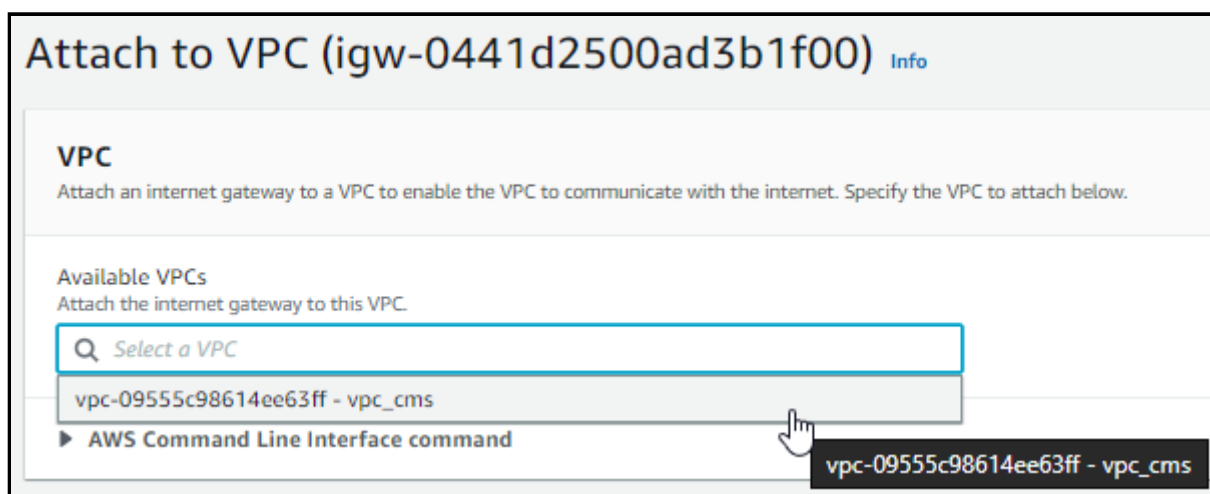 Attach to VPC (igw-0441d2500ad3b1f00) Info
VPC
Attach an internet gateway to a VPC to enable the VPC to communicate with the internet. Specify the VPC to attach below.
Available VPCs
Attach the internet gateway to this VPC.
Select a VPC
vpc-09555c98614ee63ff - vpc_cms
AWS Command Line Interface command
vpc-09555c98614ee63ff - vpc_cms